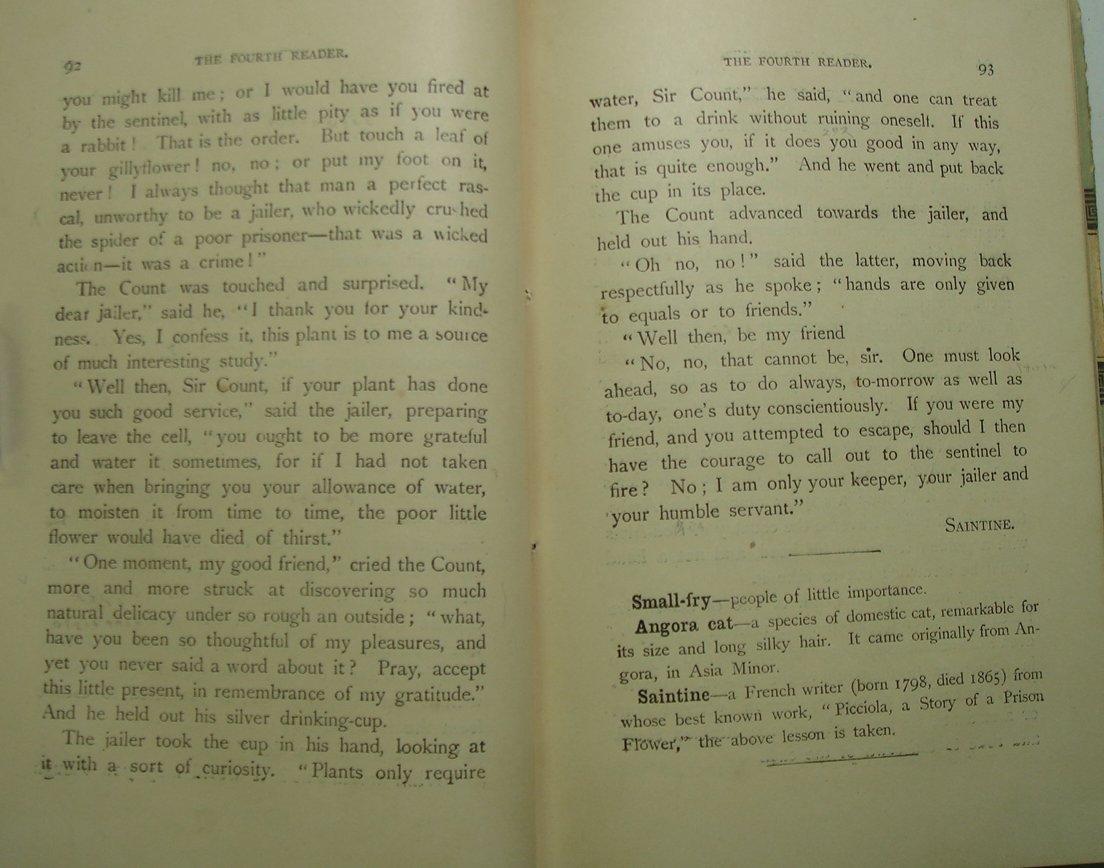 92 THE FOURTH READER.
you might kill me; or I would have you fired at
by the sentinel, with as little pity as if you were
a rabbit! That is the order. But touch a leaf of
your gillyflower! no, no; or put my foot on it,
never! I always thought that man a perfect ras-
cal, unworthy to be a jailer, who wickedly crushed
the spider of a poor prisoner—that was a wicked
action—it was a crime!"
The Count was touched and surprised. "My
dear jailer," said he, "I thank you for your kind-
ness. Yes, I confess it, this plant is to me a source
of much interesting study."
"Well then, Sir Count, if your plant has done
you such good service," said the jailer, preparing
to leave the cell, "you ought to be more grateful
and water it sometimes, for if I had not taken
care when bringing you your allowance of water,
to moisten it from time to time, the poor little
flower would have died of thirst."
"One moment, my good friend," cried the Count,
more and more struck at discovering so much
natural delicacy under so rough an outside; "what,
have you been so thoughtful of my pleasures, and
yet you never said a word about it? Pray, accept
this little present, in remembrance of my gratitude."
And he held out his silver drinking-cup.
The jailer took the cup in his hand, looking at
it with a sort of curiosity. "Plants only require
THE FOURTH READER. 93
water, Sir Count," he said, "and one can treat
them to a drink without ruining oneself. If this
one amuses you, if it does you good in any way,
that is quite enough." And he went and put back
the cup in its place.
The Count advanced towards the jailer, and
held out his hand.
"Oh no, no!" said the latter, moving back
respectfully as he spoke; "hands are only given
to equals or to friends."
"Well then, be my friend
"No, no, that cannot be, sir. One must look
ahead, so as to do always, to-morrow as well as
to-day, one's duty conscientiously. If you were my
friend, and you attempted to escape, should I then
have the courage to call out to the sentinel to
fire? No; I am only your keeper, your jailer and
your humble servant."
SAINTINE.
Small-fry—people of little importance.
Angora cat—a species of domestic cat, remarkable for
its size and long silky hair. It came originally from An-
gora, in Asia Minor.
Saintine—a French writer (born 1798, died 1865) from
whose best known work, "Picciola, a Story of a Prison
Flower," the above lesson is taken.